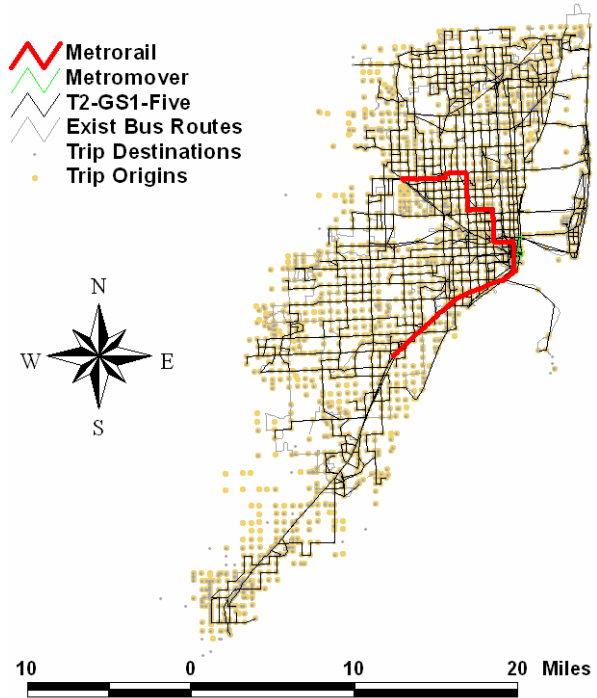 Metrorail
Metromover
T2-GS1-Five
Exist Bus Routes
Trip Destinations
Trip Origins
N
W E
S
10 0 10 20 Miles